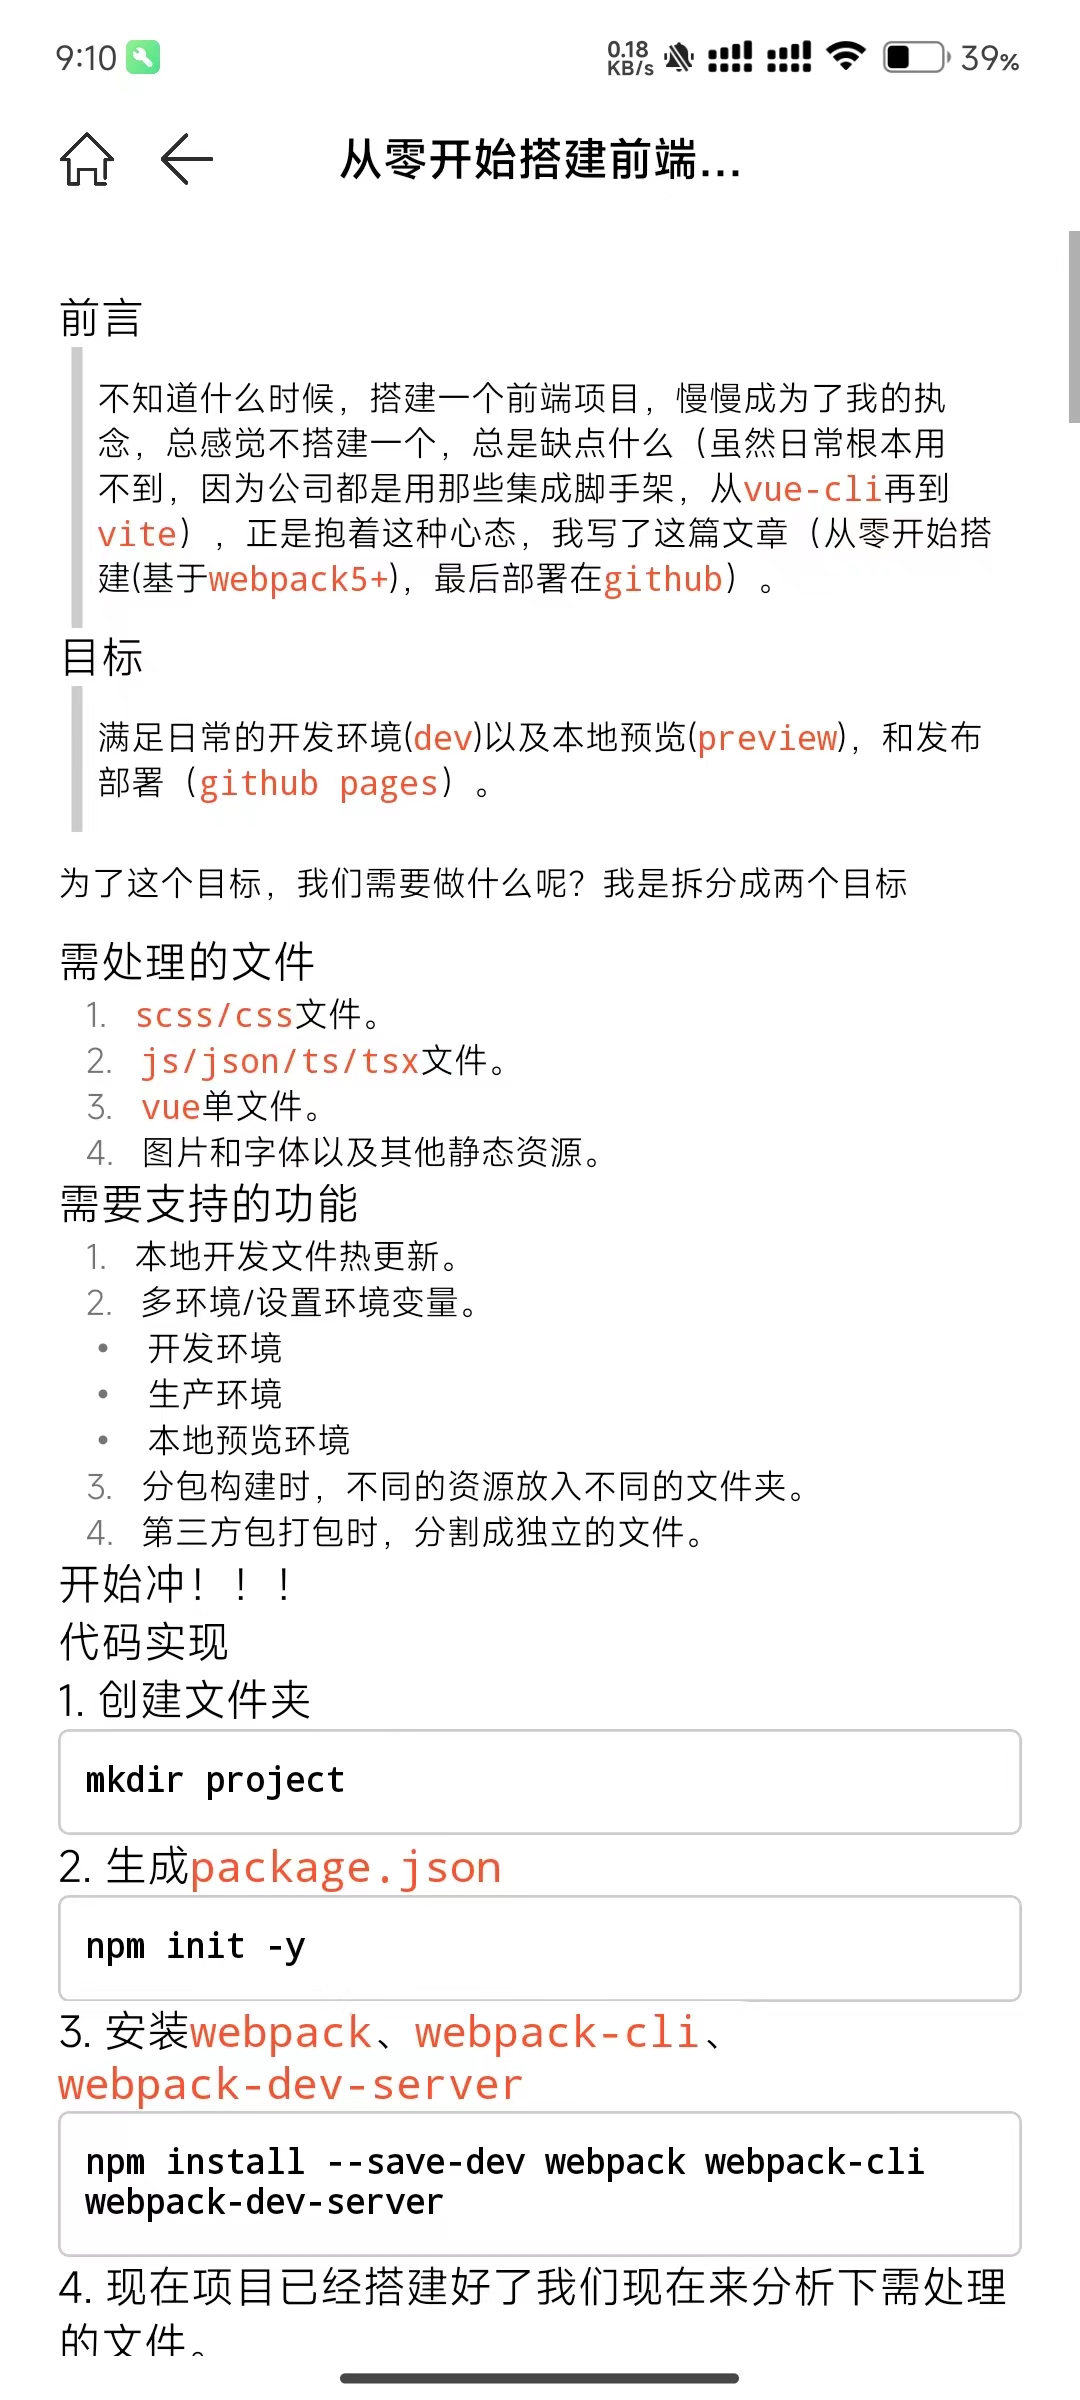 9:10
0.18 KB/s
39%
从零开始搭建前端...
前言
不知道什么时候，搭建一个前端项目，慢慢成为了我的执
念，总感觉不搭建一个，总是缺点什么（虽然日常根本用
不到，因为公司都是用那些集成脚手架，从vue-cli再到
vite），正是抱着这种心态，我写了这篇文章（从零开始搭
建(基于webpack5+)，最后部署在github）。
目标
满足日常的开发环境(dev)以及本地预览(preview)，和发布
部署（github pages）。
为了这个目标，我们需要做什么呢？我是拆分成两个目标
需处理的文件
1. scss/css文件。
2. js/json/ts/tsx文件。
3. vue单文件。
4. 图片和字体以及其他静态资源。
需要支持的功能
1. 本地开发文件热更新。
2. 多环境/设置环境变量。
• 开发环境
• 生产环境
• 本地预览环境
3. 分包构建时，不同的资源放入不同的文件夹。
4. 第三方包打包时，分割成独立的文件。
开始冲！！！
代码实现
1. 创建文件夹
mkdir project
2. 生成package.json
npm init -y
3. 安装webpack、webpack-cli、
webpack-dev-server
npm install --save-dev webpack webpack-cli
webpack-dev-server
4. 现在项目已经搭建好了我们现在来分析下需处理
的文件。